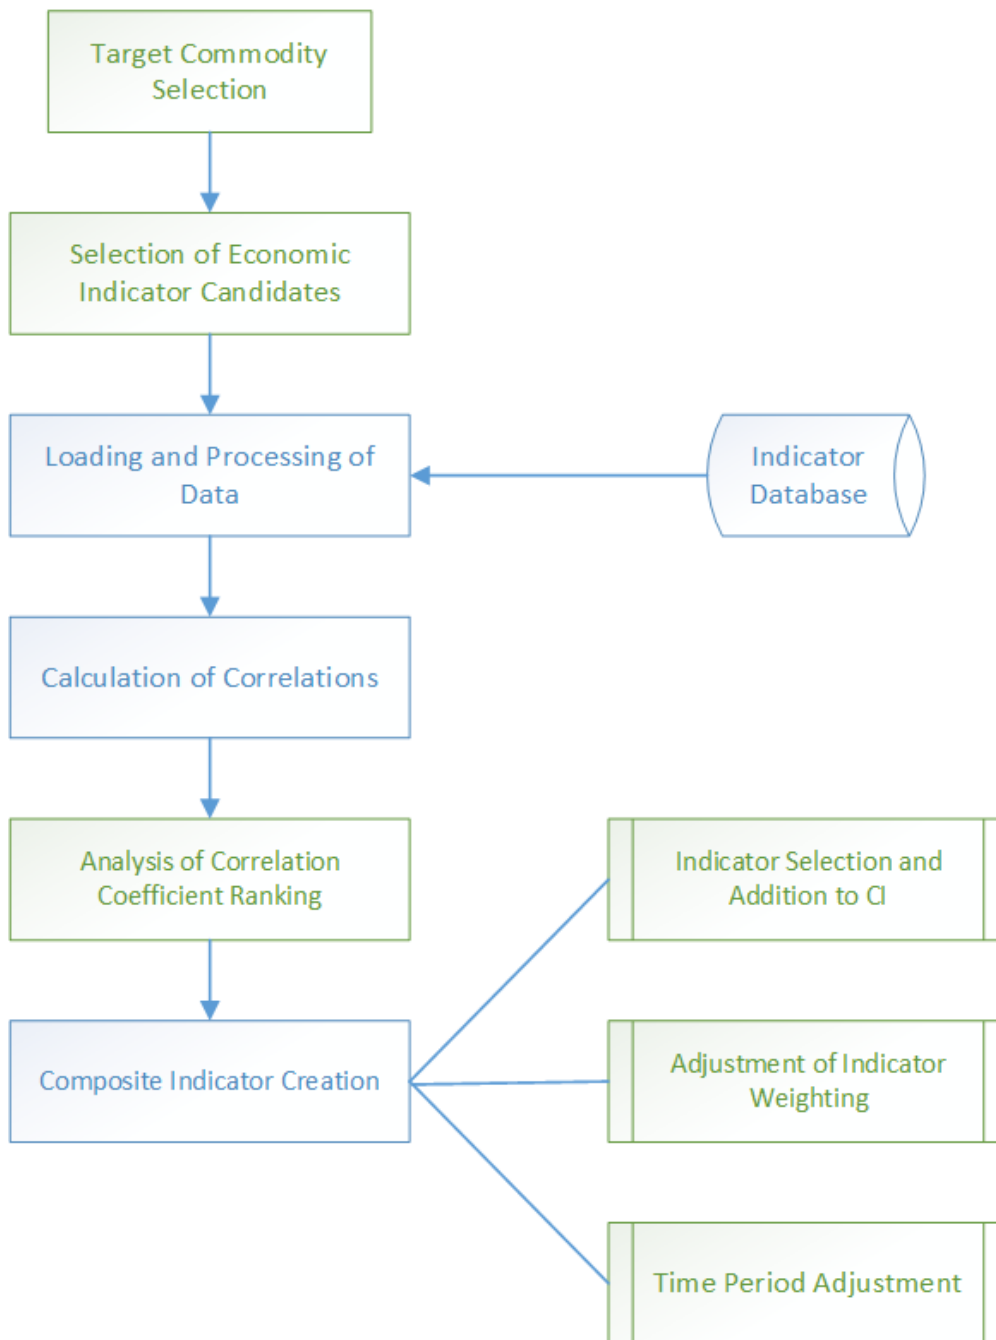 Target Commodity
Selection
Selection of Economic
Indicator Candidates
Loading and Processing of
Data
Indicator
Database
Calculation of Correlations
Analysis of Correlation
Coefficient Ranking
Indicator Selection and
Addition to CI
Composite Indicator Creation
Adjustment of Indicator
Weighting
Time Period Adjustment